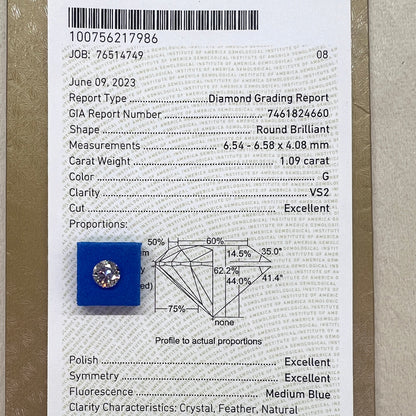 100756217986
JOB: 76514749 08
June 09, 2023
Report Type Diamond Grading Report
GIA Report Number 7461824660
Shape Round Brilliant
Measurements 6.54 - 6.58 x 4.08 mm
Carat Weight 1.09 carat
Color G
Clarity VS2
Cut Excellent
Proportions:
50% 60%
14.5% 35.0°
62.2%
44.0% 41.4°
75%
none
Profile to actual proportions
Polish Excellent
Symmetry Excellent
Fluorescence Medium Blue
Clarity Characteristics: Crystal, Feather, Natural